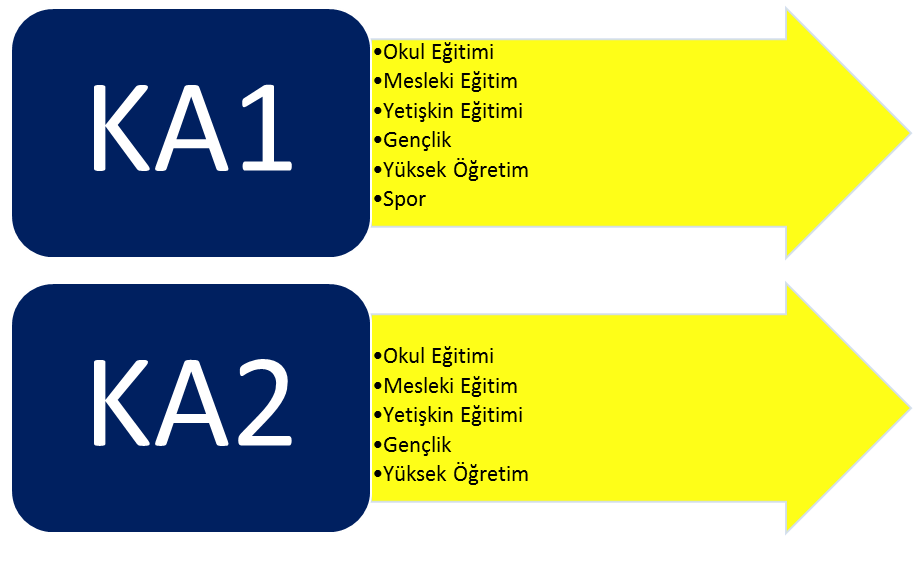 KA1
•Okul Eğitimi
•Mesleki Eğitim
•Yetişkin Eğitimi
•Gençlik
•Yüksek Öğretim
•Spor
KA2
•Okul Eğitimi
•Mesleki Eğitim
•Yetişkin Eğitimi
•Gençlik
•Yüksek Öğretim